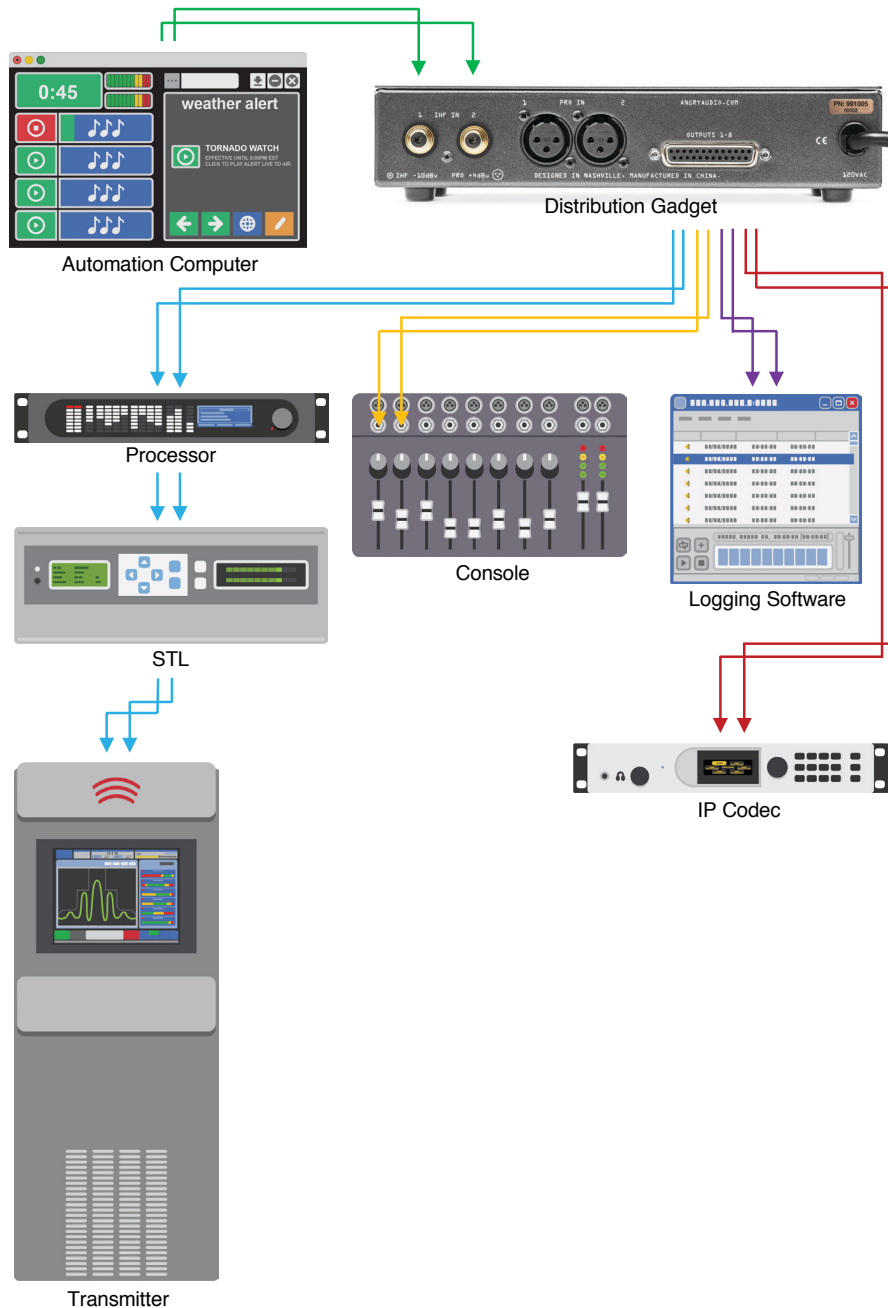 0:45
weather alert
TORNADO WATCH
EFFECTIVE UNTIL 6:00PM EST
CLICK TO PLAY ALERT LIVE TO AIR
Automation Computer
1 IHF IN 2
1 PRO IN 2
ANGRYAUDIO.COM
PN: 991005
00002
OUTPUTS 1-8
CE
IHF -10dBv PRO +4dBu
DESIGNED IN NASHVILLE, MANUFACTURED IN CHINA.
120VAC
Distribution Gadget
Processor
Console
Logging Software
STL
IP Codec
Transmitter